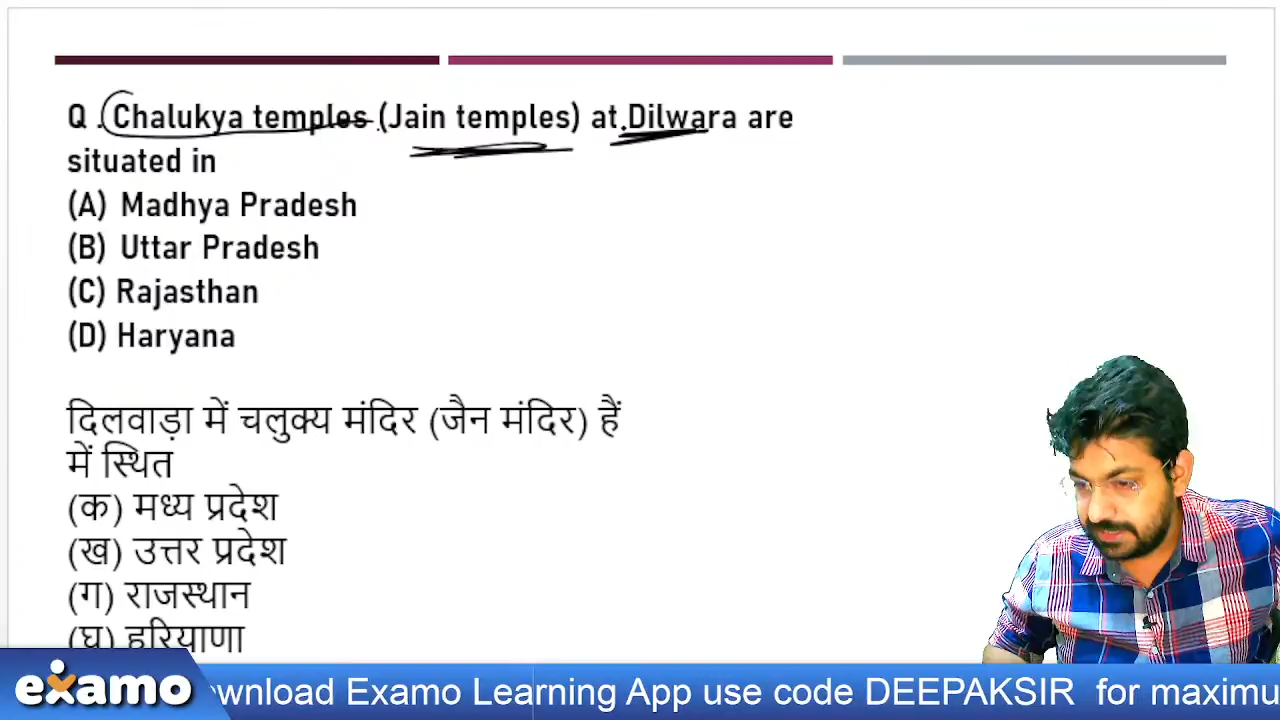 Q . Chalukya temples (Jain temples) at Dilwara are
situated in
(A) Madhya Pradesh
(B) Uttar Pradesh
(C) Rajasthan
(D) Haryana
दिलवाड़ा में चलुक्य मंदिर (जैन मंदिर) हैं
में स्थित
(क) मध्य प्रदेश
(ख) उत्तर प्रदेश
(ग) राजस्थान
(घ) हरियाणा
examo wnload Examo Learning App use code DEEPAKSIR for maximu